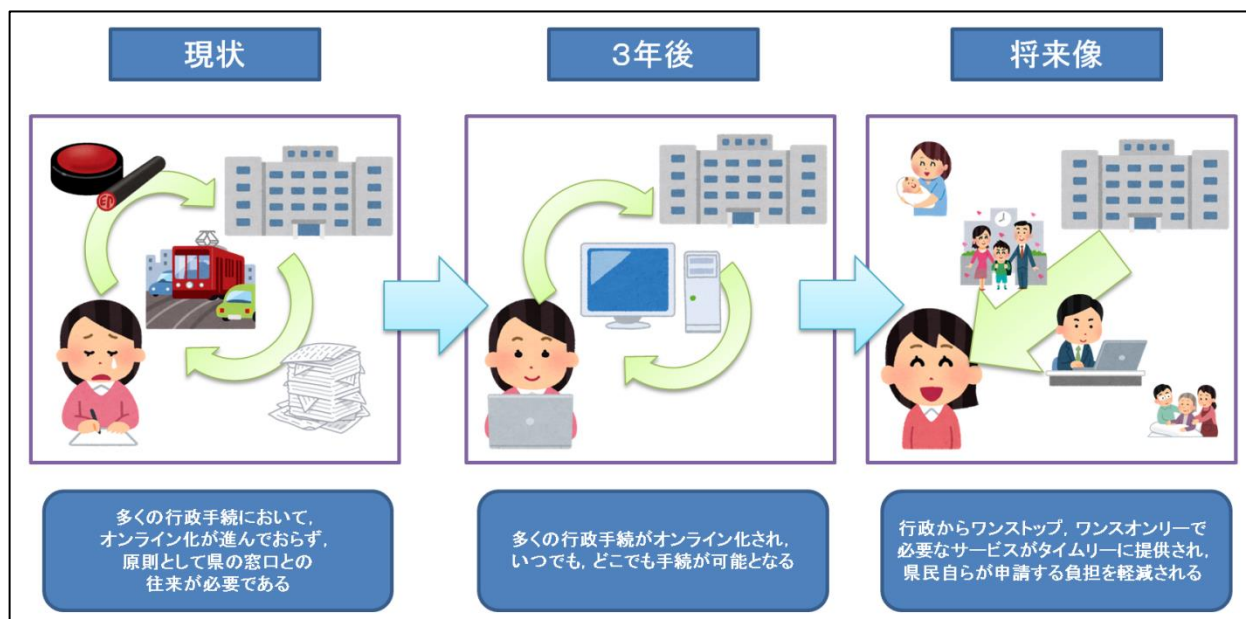 現状
３年後
将来像
印
多くの行政手続において，
オンライン化が進んでおらず，
原則として県の窓口との
往来が必要である
多くの行政手続がオンライン化され，
いつでも，どこでも手続が可能となる
行政からワンストップ，ワンスオンリーで
必要なサービスがタイムリーに提供され，
県民自らが申請する負担を軽減される